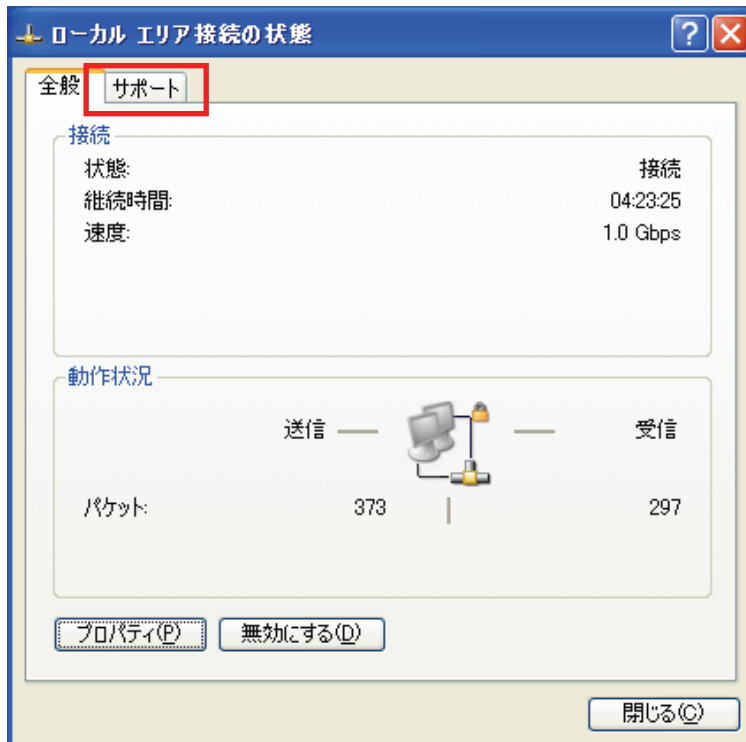 ローカル エリア接続の状態
全般 サポート
接続
状態: 接続
継続時間: 04:23:25
速度: 1.0 Gbps
動作状況
送信 受信
パケット: 373 297
プロパティ(P) 無効にする(D)
閉じる(C)